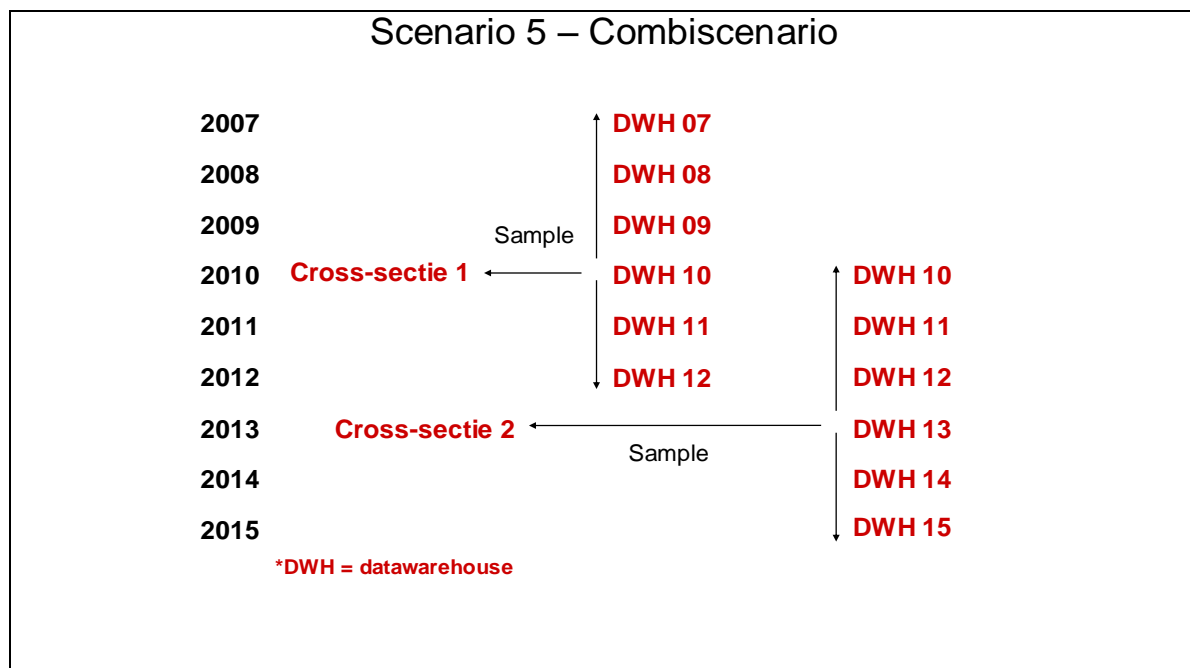 Scenario 5 – Combiscenario
2007 DWH 07
2008 DWH 08
2009 DWH 09
Sample
2010 Cross-sectie 1 DWH 10 DWH 10
2011 DWH 11 DWH 11
2012 DWH 12 DWH 12
2013 Cross-sectie 2 DWH 13
Sample
2014 DWH 14
2015 DWH 15
*DWH = datawarehouse